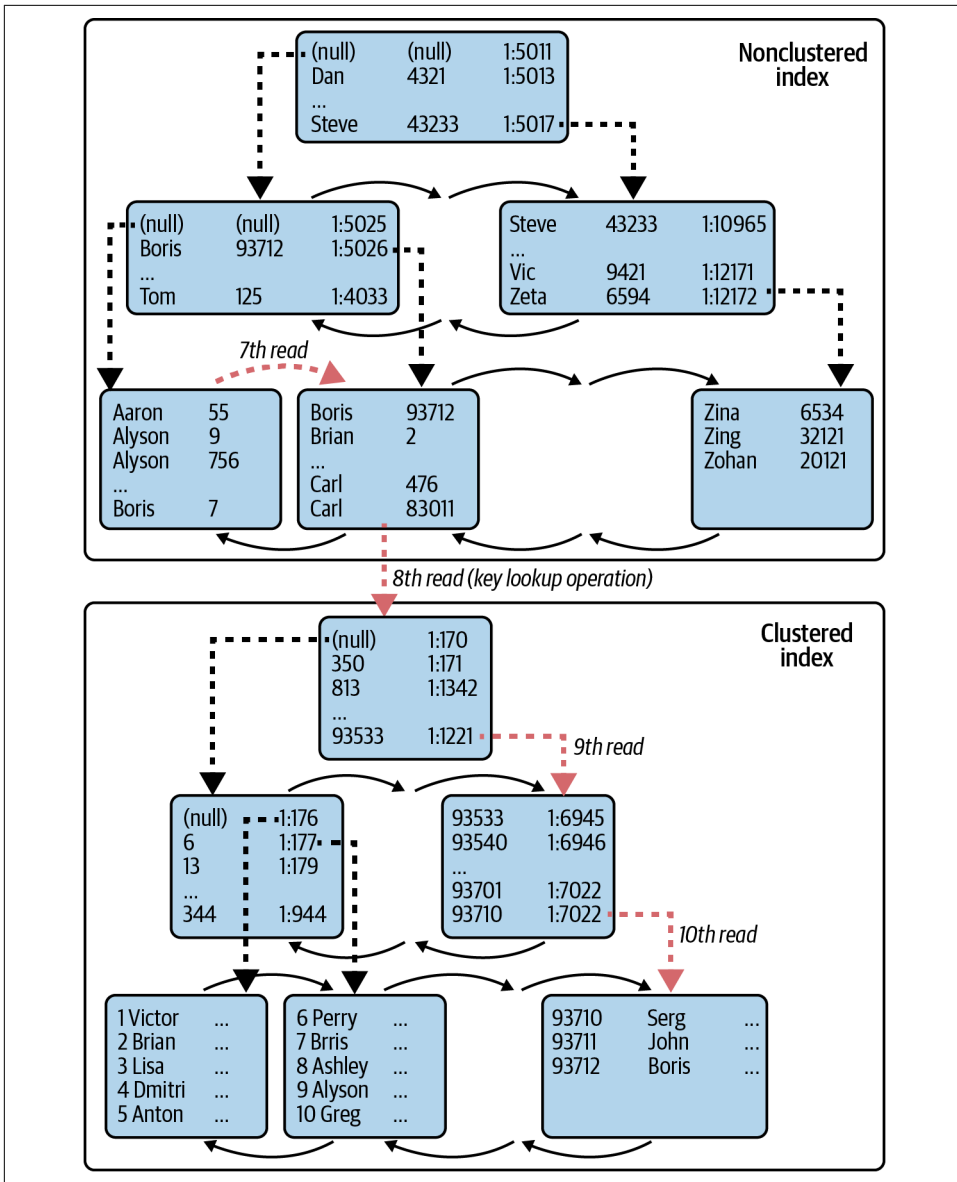 Nonclustered
index
(null) (null) 1:5011
Dan 4321 1:5013
...
Steve 43233 1:5017
(null) (null) 1:5025
Boris 93712 1:5026
...
Tom 125 1:4033
Steve 43233 1:10965
...
Vic 9421 1:12171
Zeta 6594 1:12172
7th read
Aaron 55
Alyson 9
Alyson 756
...
Boris 7
Boris 93712
Brian 2
...
Carl 476
Carl 83011
Zina 6534
Zing 32121
Zohan 20121
8th read (key lookup operation)
Clustered
index
(null) 1:170
350 1:171
813 1:1342
...
93533 1:1221
9th read
(null) 1:176
6 1:177
13 1:179
...
344 1:944
93533 1:6945
93540 1:6946
...
93701 1:7022
93710 1:7022
10th read
1 Victor ...
2 Brian ...
3 Lisa ...
4 Dmitri ...
5 Anton ...
6 Perry ...
7 Brris ...
8 Ashley ...
9 Alyson ...
10 Greg ...
93710 Serg ...
93711 John ...
93712 Boris ...